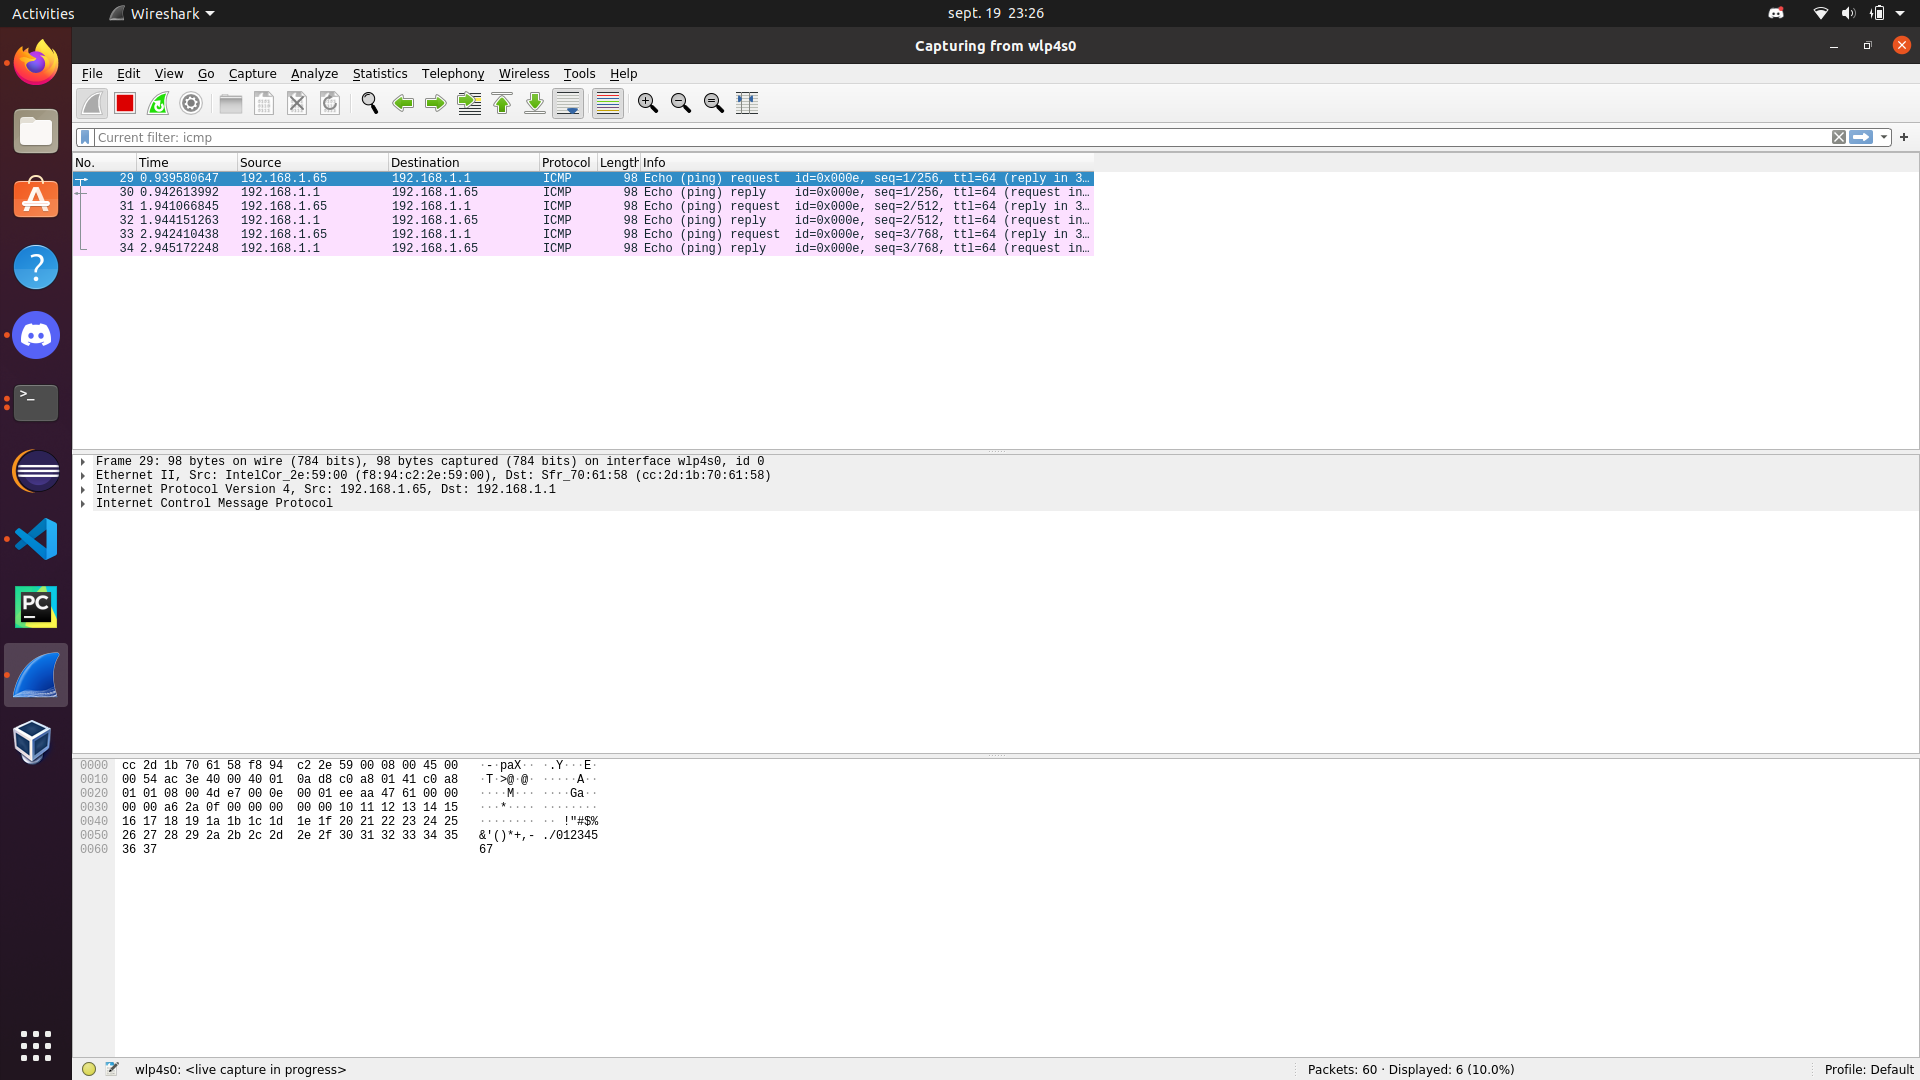 Activities Wireshark sept. 19 23:26
Capturing from wlp4s0
File Edit View Go Capture Analyze Statistics Telephony Wireless Tools Help
Current filter: icmp
No. Time Source Destination Protocol Length Info
29 0.939580647 192.168.1.65 192.168.1.1 ICMP 98 Echo (ping) request id=0x000e, seq=1/256, ttl=64 (reply in 3…
30 0.942613992 192.168.1.1 192.168.1.65 ICMP 98 Echo (ping) reply id=0x000e, seq=1/256, ttl=64 (request in…
31 1.941066845 192.168.1.65 192.168.1.1 ICMP 98 Echo (ping) request id=0x000e, seq=2/512, ttl=64 (reply in 3…
32 1.944151263 192.168.1.1 192.168.1.65 ICMP 98 Echo (ping) reply id=0x000e, seq=2/512, ttl=64 (request in…
33 2.942410438 192.168.1.65 192.168.1.1 ICMP 98 Echo (ping) request id=0x000e, seq=3/768, ttl=64 (reply in 3…
34 2.945172248 192.168.1.1 192.168.1.65 ICMP 98 Echo (ping) reply id=0x000e, seq=3/768, ttl=64 (request in…
Frame 29: 98 bytes on wire (784 bits), 98 bytes captured (784 bits) on interface wlp4s0, id 0
Ethernet II, Src: IntelCor_2e:59:00 (f8:94:c2:2e:59:00), Dst: Sfr_70:61:58 (cc:2d:1b:70:61:58)
Internet Protocol Version 4, Src: 192.168.1.65, Dst: 192.168.1.1
Internet Control Message Protocol
PC
0000 cc 2d 1b 70 61 58 f8 94 c2 2e 59 00 08 00 45 00 ·-·paX·· ·.Y···E·
0010 00 54 ac 3e 40 00 40 01 0a d8 c0 a8 01 41 c0 a8 ·T·>@·@· ·····A··
0020 01 01 08 00 4d e7 00 0e 00 01 ee aa 47 61 00 00 ····M··· ····Ga··
0030 00 00 a6 2a 0f 00 00 00 00 00 10 11 12 13 14 15 ···*···· ········
0040 16 17 18 19 1a 1b 1c 1d 1e 1f 20 21 22 23 24 25 ········ ·· !"#$%
0050 26 27 28 29 2a 2b 2c 2d 2e 2f 30 31 32 33 34 35 &'()*+,- ./012345
0060 36 37 67
wlp4s0: <live capture in progress> Packets: 60 · Displayed: 6 (10.0%) Profile: Default